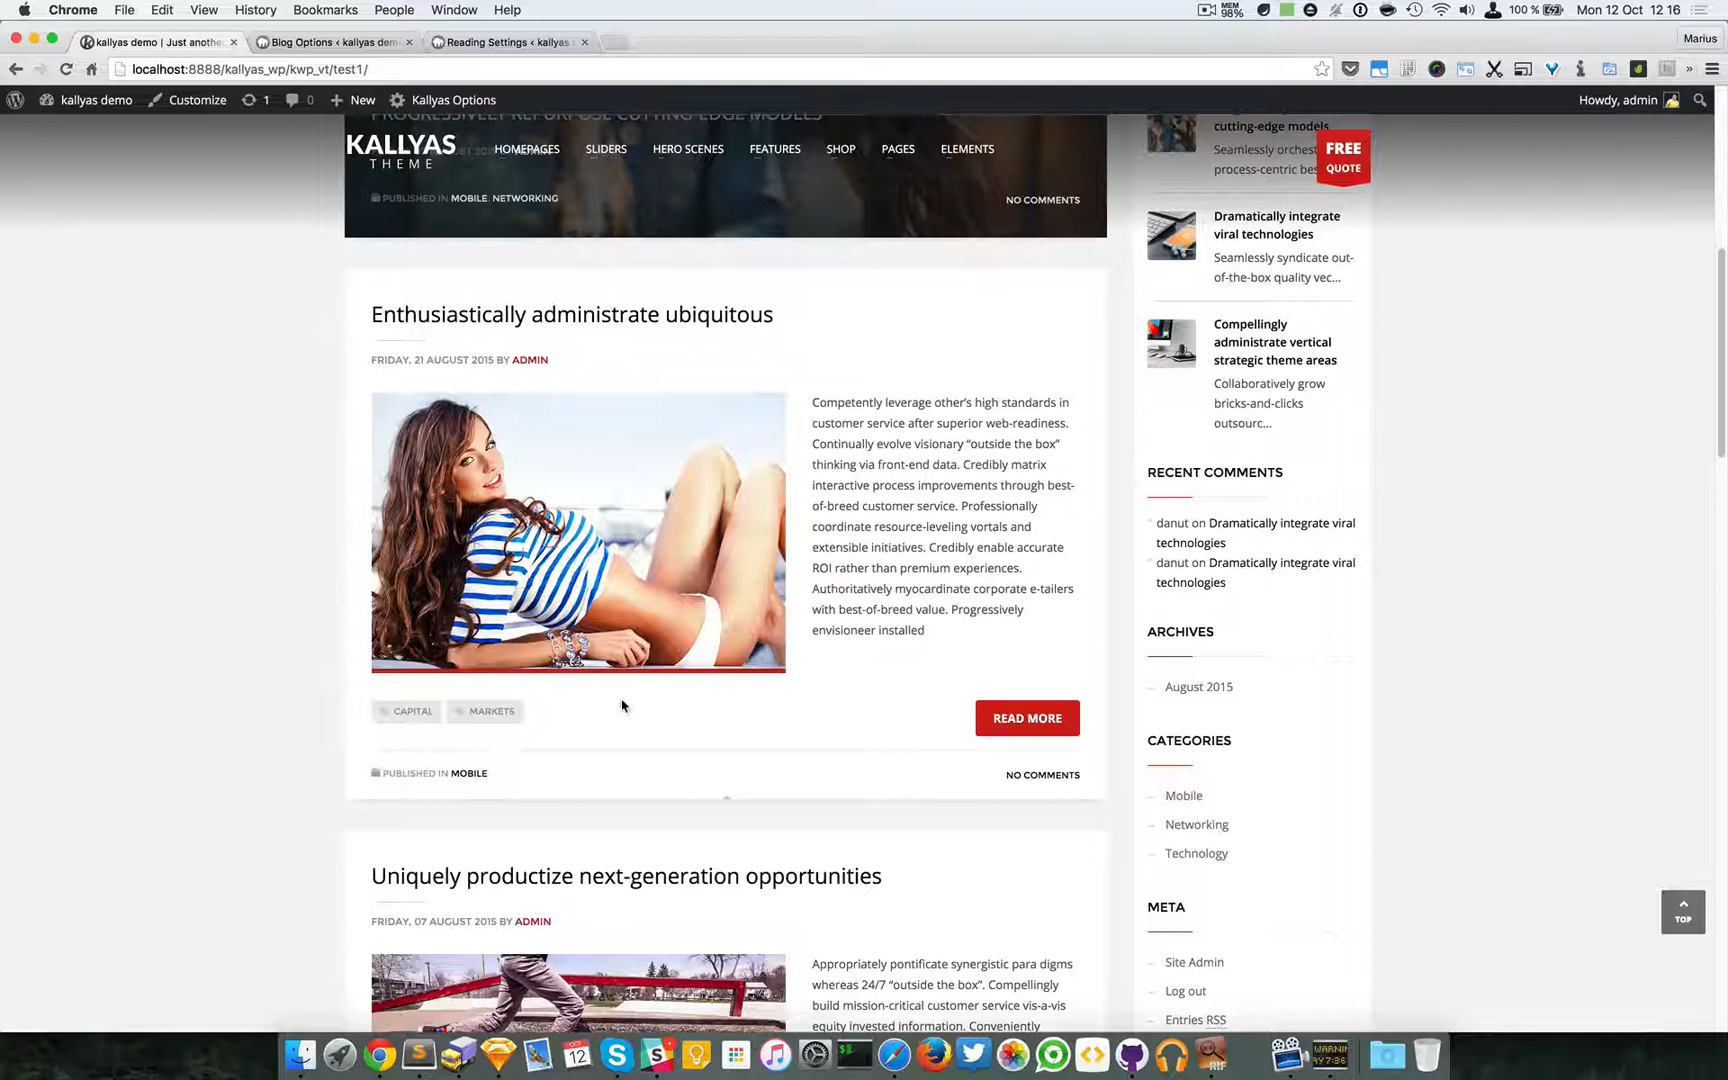 Chrome File Edit View History Bookmarks People Window Help
MEM 98% 100 % Mon 12 Oct 12 16
kallyas demo | Just anothe
Blog Options ‹ kallyas dem
Reading Settings ‹ kallyas
Marius
localhost:8888/kallyas_wp/kwp_vt/test1/
kallyas demo Customize 1 0 New Kallyas Options
Howdy, admin
PROGRESSIVELY REPURPOSE CUTTING-EDGE MODELS
KALLYAS
THEME
HOMEPAGES SLIDERS HERO SCENES FEATURES SHOP PAGES ELEMENTS
FREE
QUOTE
PUBLISHED IN MOBILE, NETWORKING
NO COMMENTS
Enthusiastically administrate ubiquitous
FRIDAY, 21 AUGUST 2015 BY ADMIN
Competently leverage other's high standards in
customer service after superior web-readiness.
Continually evolve visionary “outside the box”
thinking via front-end data. Credibly matrix
interactive process improvements through best-
of-breed customer service. Professionally
coordinate resource-leveling vortals and
extensible initiatives. Credibly enable accurate
ROI rather than premium experiences.
Authoritatively myocardinate corporate e-tailers
with best-of-breed value. Progressively
envisioneer installed
CAPITAL MARKETS
READ MORE
PUBLISHED IN MOBILE
NO COMMENTS
Uniquely productize next-generation opportunities
FRIDAY, 07 AUGUST 2015 BY ADMIN
Appropriately pontificate synergistic para digms
whereas 24/7 “outside the box”. Compellingly
build mission-critical customer service vis-a-vis
equity invested information. Conveniently
cutting-edge models
Seamlessly orchest
process-centric bes
Dramatically integrate
viral technologies
Seamlessly syndicate out-
of-the-box quality vec...
Compellingly
administrate vertical
strategic theme areas
Collaboratively grow
bricks-and-clicks
outsourc...
RECENT COMMENTS
danut on Dramatically integrate viral
technologies
danut on Dramatically integrate viral
technologies
ARCHIVES
August 2015
CATEGORIES
Mobile
Networking
Technology
META
Site Admin
Log out
Entries RSS
TOP